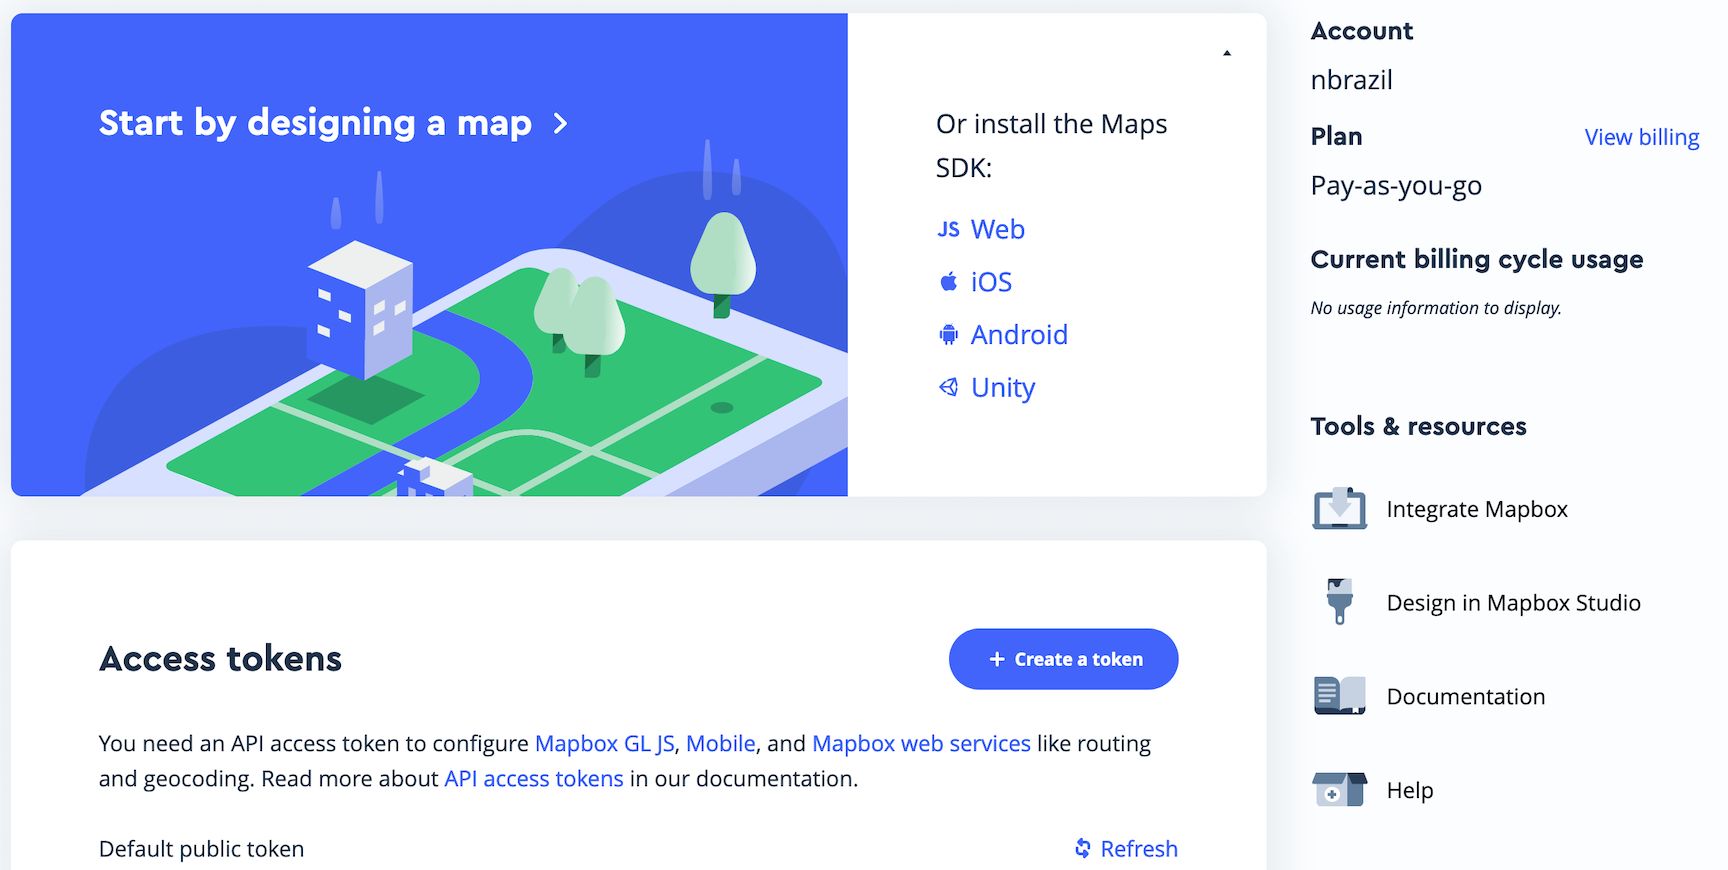 Start by designing a map
Or install the Maps
SDK:
JS Web
iOS
Android
Unity
Access tokens
+ Create a token
You need an API access token to configure Mapbox GL JS, Mobile, and Mapbox web services like routing
and geocoding. Read more about API access tokens in our documentation.
Default public token
Refresh
Account
nbrazil
Plan
View billing
Pay-as-you-go
Current billing cycle usage
No usage information to display.
Tools & resources
Integrate Mapbox
Design in Mapbox Studio
Documentation
Help